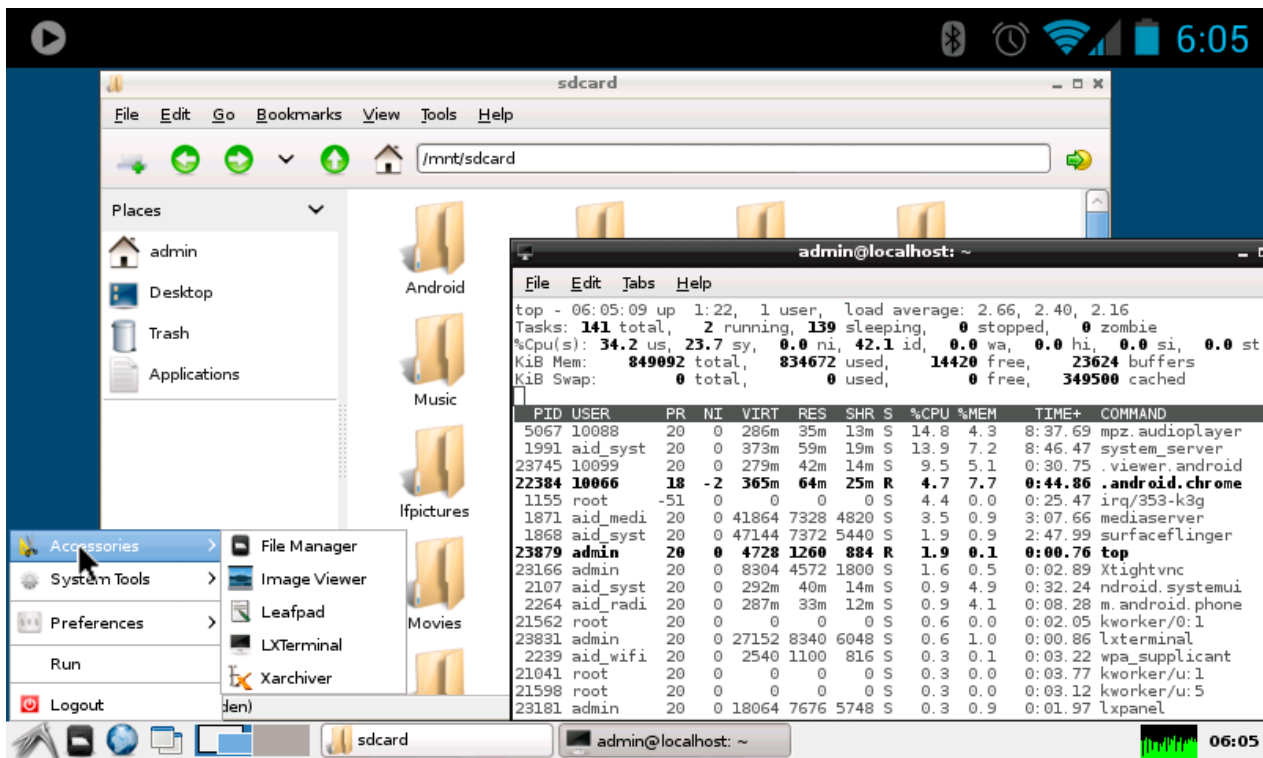 6:05
sdcard
File Edit Go Bookmarks View Tools Help
/mnt/sdcard
Places
admin
Desktop
Trash
Applications
Android
Music
lfpictures
Movies
admin@localhost: ~
File Edit Tabs Help
top - 06:05:09 up 1:22, 1 user, load average: 2.66, 2.40, 2.16
Tasks: 141 total, 2 running, 139 sleeping, 0 stopped, 0 zombie
%Cpu(s): 34.2 us, 23.7 sy, 0.0 ni, 42.1 id, 0.0 wa, 0.0 hi, 0.0 si, 0.0 st
KiB Mem: 849092 total, 834672 used, 14420 free, 23624 buffers
KiB Swap: 0 total, 0 used, 0 free, 349500 cached
PID USER PR NI VIRT RES SHR S %CPU %MEM TIME+ COMMAND
5067 10088 20 0 286m 35m 13m S 14.8 4.3 8:37.69 mpz.audioplayer
1991 aid_syst 20 0 373m 59m 19m S 13.9 7.2 8:46.47 system_server
23745 10099 20 0 279m 42m 14m S 9.5 5.1 0:30.75 .viewer.android
22384 10066 18 -2 365m 64m 25m R 4.7 7.7 0:44.86 .android.chrome
1155 root -51 0 0 0 0 S 4.4 0.0 0:25.47 irq/353-k3g
1871 aid_medi 20 0 41864 7328 4820 S 3.5 0.9 3:07.66 mediaserver
1868 aid_syst 20 0 47144 7372 5440 S 1.9 0.9 2:47.99 surfaceflinger
23879 admin 20 0 4728 1260 884 R 1.9 0.1 0:00.76 top
23166 admin 20 0 8304 4572 1800 S 1.6 0.5 0:02.89 Xtightvnc
2107 aid_syst 20 0 292m 40m 14m S 0.9 4.9 0:32.24 ndroid.systemui
2264 aid_radi 20 0 287m 33m 12m S 0.9 4.1 0:08.28 m.android.phone
21562 root 20 0 0 0 0 S 0.6 0.0 0:02.05 kworker/0:1
23831 admin 20 0 27152 8340 6048 S 0.6 1.0 0:00.86 lxterminal
2239 aid_wifi 20 0 2540 1100 816 S 0.3 0.1 0:03.22 wpa_supplicant
21041 root 20 0 0 0 0 S 0.3 0.0 0:03.77 kworker/u:1
21598 root 20 0 0 0 0 S 0.3 0.0 0:03.12 kworker/u:5
23181 admin 20 0 18064 7676 5748 S 0.3 0.9 0:01.97 lxpanel
Accessories
System Tools
Preferences
Run
Logout
File Manager
Image Viewer
Leafpad
LXTerminal
Xarchiver
den)
sdcard
admin@localhost: ~
06:05